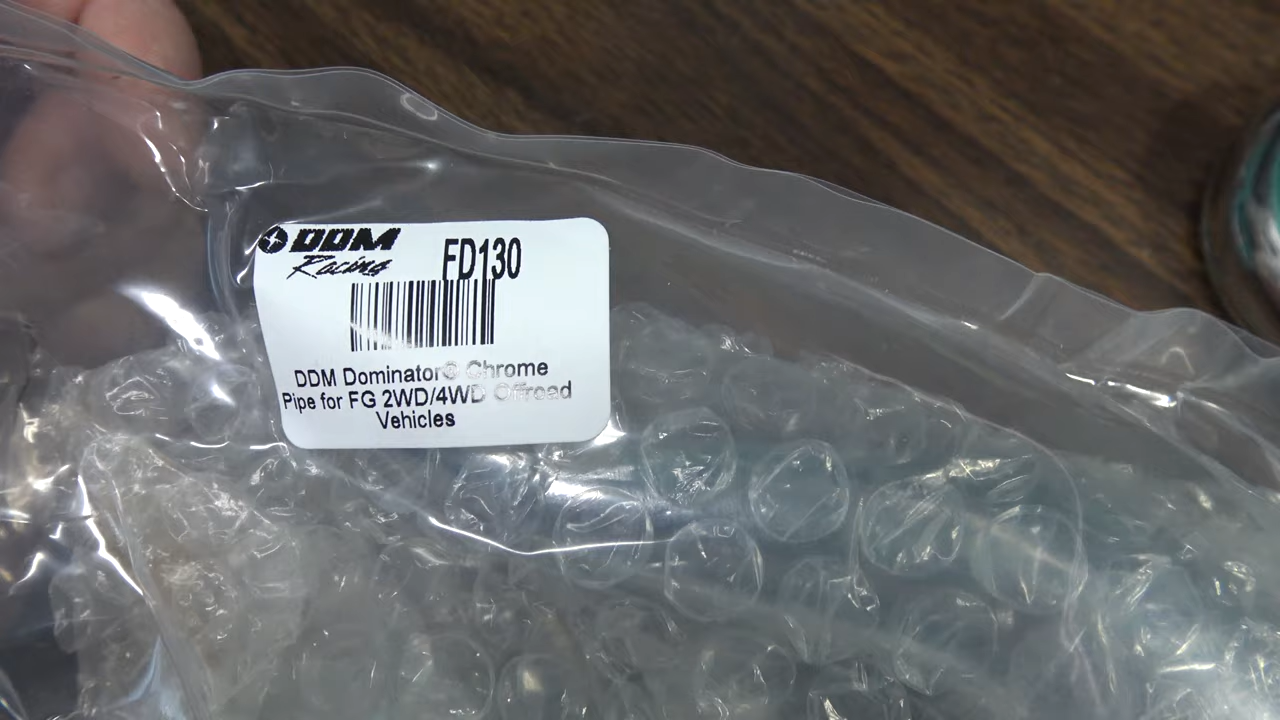 DDM
Racing
FD130
DDM Dominator® Chrome
Pipe for FG 2WD/4WD Offroad
Vehicles